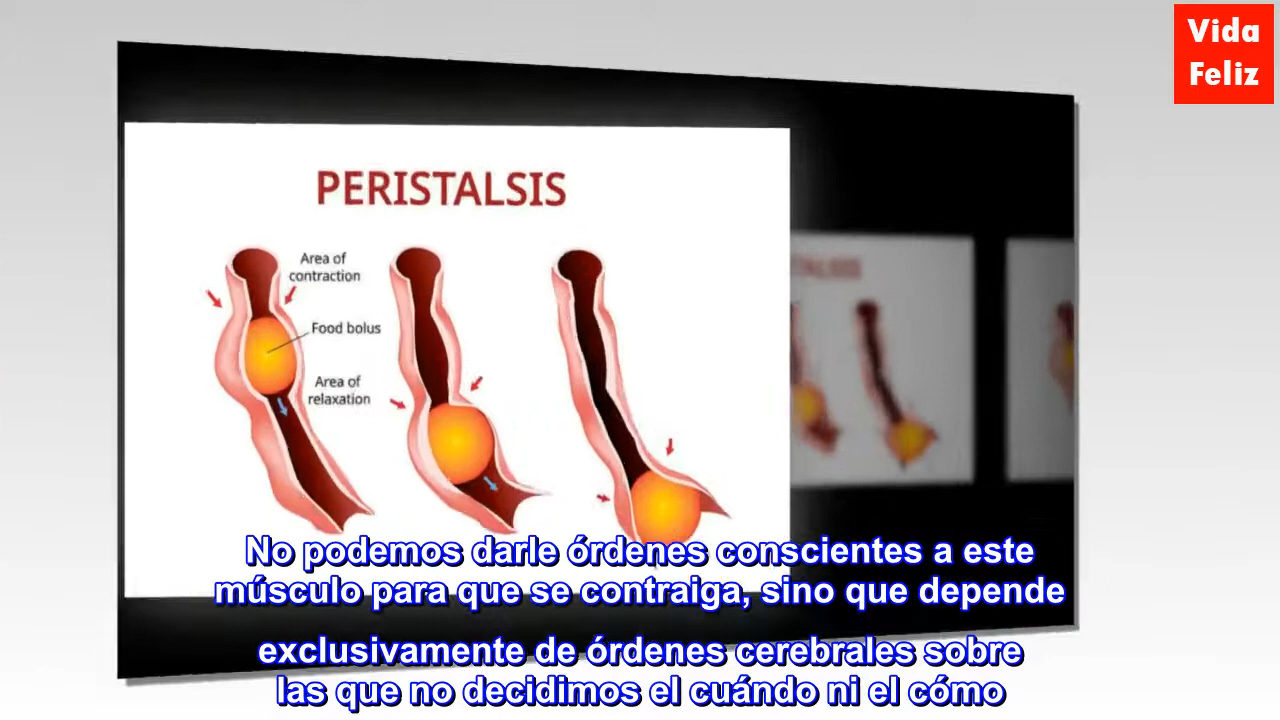 Vida
Feliz
PERISTALSIS
Area of
contraction
Food bolus
Area of
relaxation
No podemos darle órdenes conscientes a este
músculo para que se contraiga, sino que depende
exclusivamente de órdenes cerebrales sobre
las que no decidimos el cuándo ni el cómo